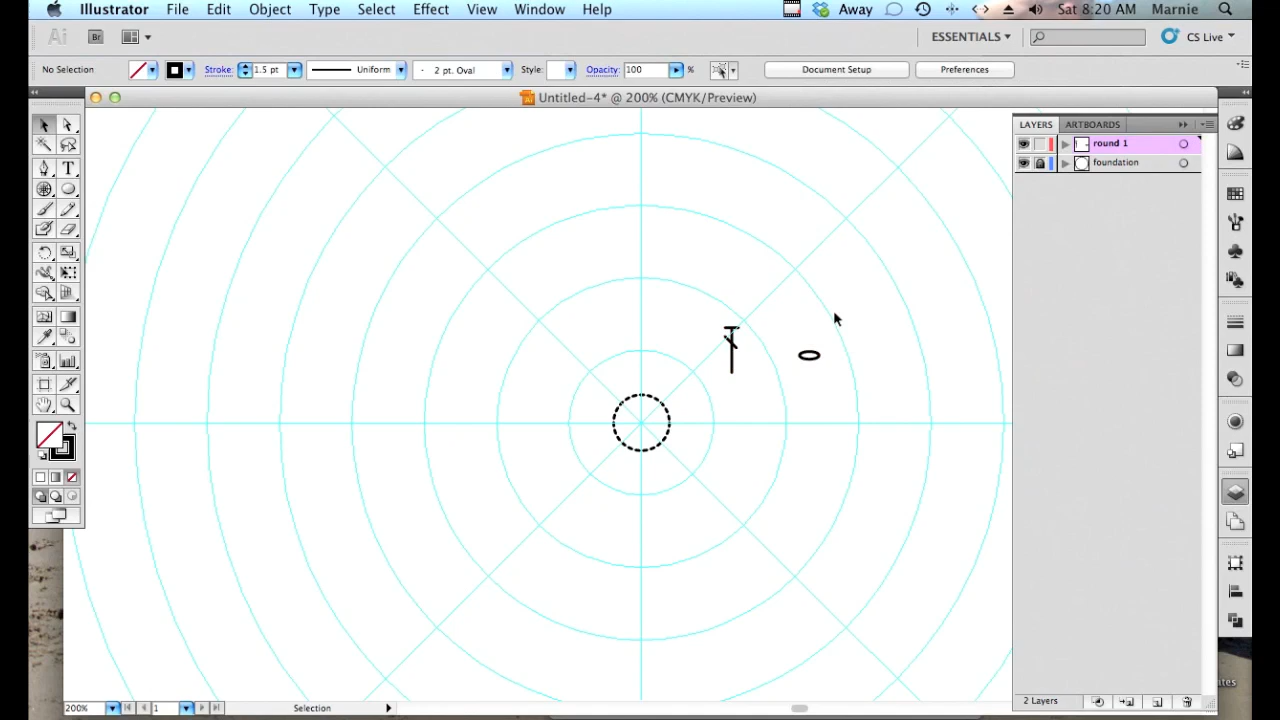 Illustrator File Edit Object Type Select Effect View Window Help Away Sat 8:20 AM Marnie
Ai Br ESSENTIALS CS Live
No Selection Stroke: 1.5 pt Uniform 2 pt. Oval Style: Opacity: 100 % Document Setup Preferences
Untitled-4* @ 200% (CMYK/Preview)
LAYERS ARTBOARDS
round 1
foundation
T
2 Layers
200% 1 Selection